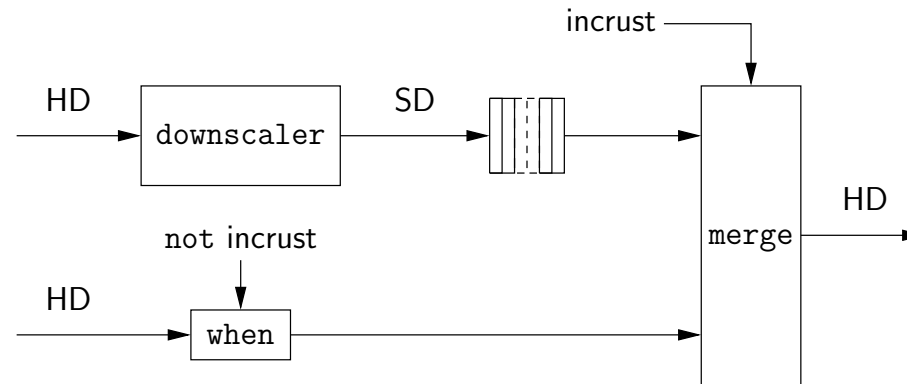 incrust
HD
downscaler
SD
not incrust
HD
when
merge
HD